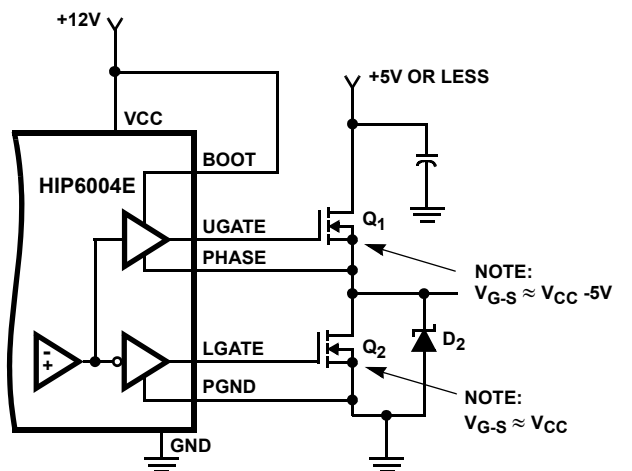 +12V
+5V OR LESS
VCC
BOOT
HIP6004E
UGATE
Q1
PHASE
NOTE:
VG-S ≈ VCC -5V
- +
LGATE
Q2
D2
PGND
NOTE:
VG-S ≈ VCC
GND